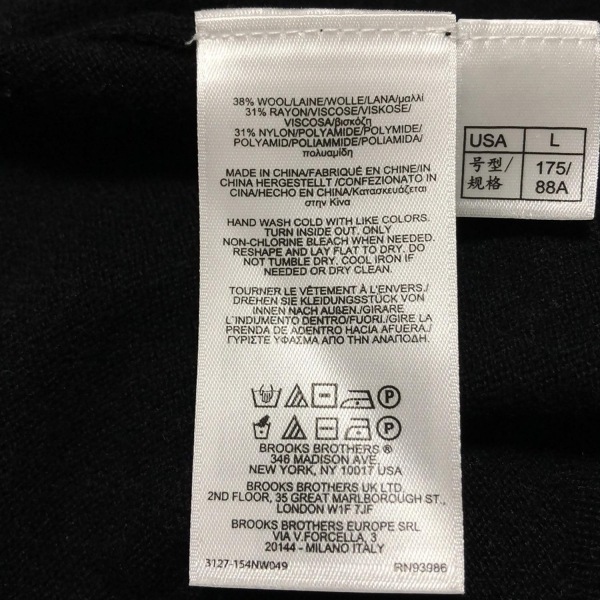 38% WOOL/LAINE/WOLLE/LANA/μαλλί
31% RAYON/VISCOSE/VISKOSE/
VISCOSA/βισκόζη
31% NYLON/POLYAMIDE/POLYMIDE/
POLYAMID/POLIAMMIDE/POLIAMIDA/
πολυαμίδη
MADE IN CHINA/FABRIQUÉ EN CHINE/IN
CHINA HERGESTELLT /CONFEZIONATO IN
CINA/HECHO EN CHINA/Κατασκευάζεται
στην Κίνα
HAND WASH COLD WITH LIKE COLORS.
TURN INSIDE OUT. ONLY
NON-CHLORINE BLEACH WHEN NEEDED.
RESHAPE AND LAY FLAT TO DRY. DO
NOT TUMBLE DRY. COOL IRON IF
NEEDED OR DRY CLEAN.
TOURNER LE VÊTEMENT À L'ENVERS./
DREHEN SIE KLEIDUNGSSTÜCK VON
INNEN NACH AUßEN./GIRARE
L'INDUMENTO DENTRO/FUORI./GIRE LA
PRENDA DE ADENTRO HACIA AFUERA./
ΓΥΡΙΣΤΕ ΥΦΑΣΜΑ ΑΠΟ ΤΗΝ ΑΝΑΠΟΔΗ.
P
P
BROOKS BROTHERS ®
346 MADISON AVE.
NEW YORK, NY 10017 USA
BROOKS BROTHERS UK LTD.
2ND FLOOR, 35 GREAT MARLBOROUGH ST.,
LONDON W1F 7JF
BROOKS BROTHERS EUROPE SRL
VIA V.FORCELLA, 3
20144 - MILANO ITALY
3127-154NW049 RN93986
USA L
号型/ 175/
规格 88A